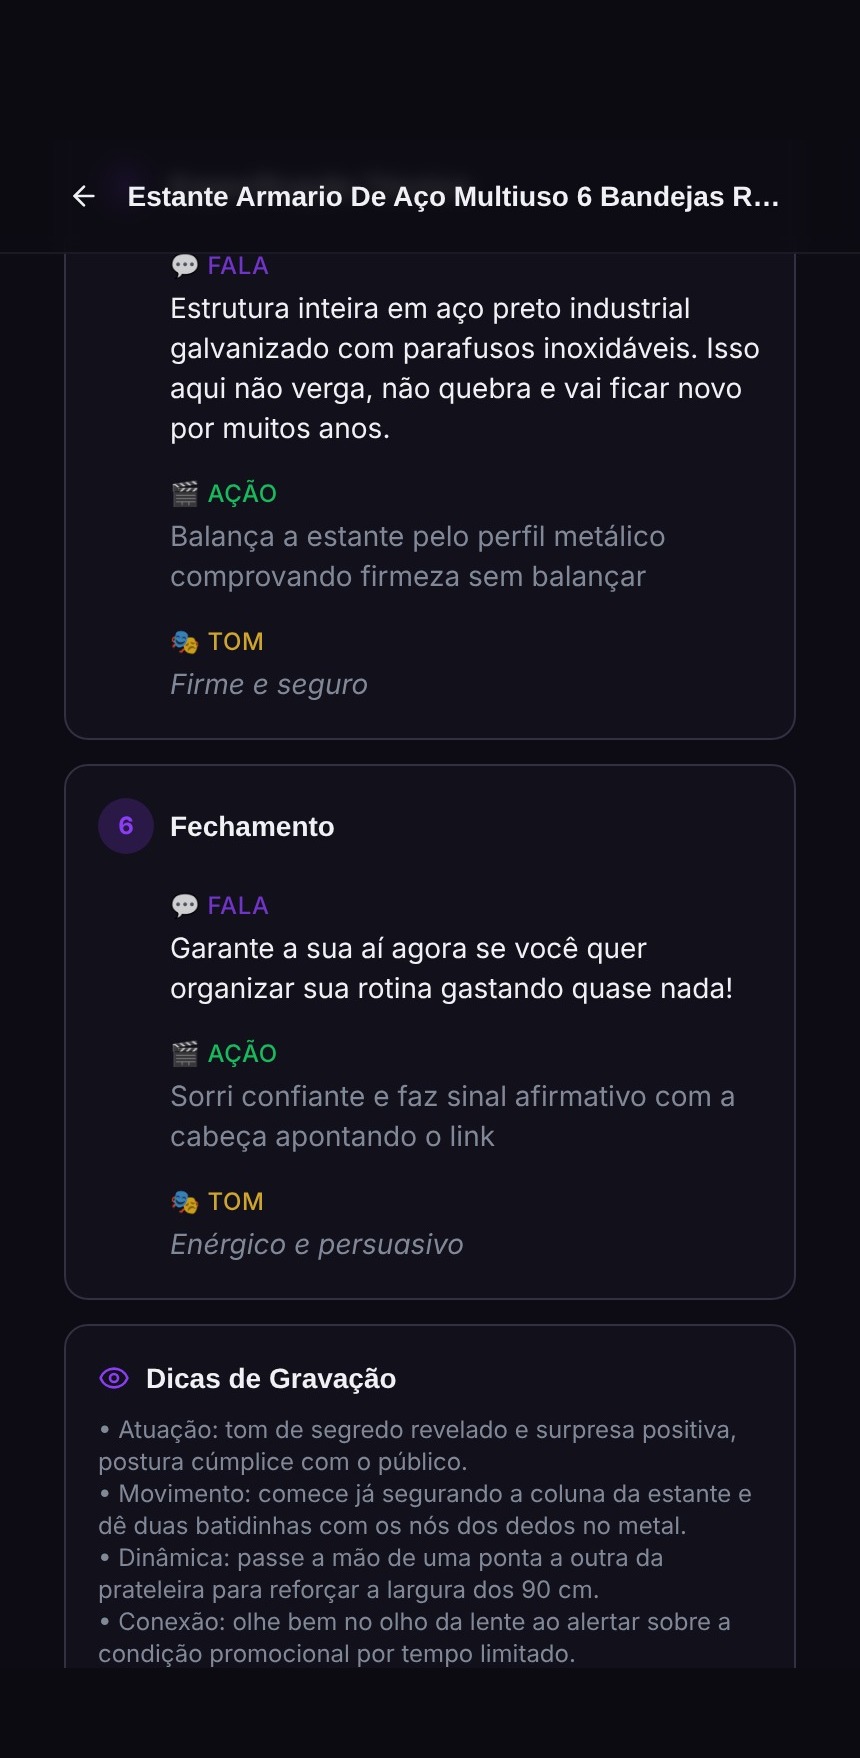 Estante Armario De Aço Multiuso 6 Bandejas R...
FALA
Estrutura inteira em aço preto industrial
galvanizado com parafusos inoxidáveis. Isso
aqui não verga, não quebra e vai ficar novo
por muitos anos.
AÇÃO
Balança a estante pelo perfil metálico
comprovando firmeza sem balançar
TOM
Firme e seguro
6 Fechamento
FALA
Garante a sua aí agora se você quer
organizar sua rotina gastando quase nada!
AÇÃO
Sorri confiante e faz sinal afirmativo com a
cabeça apontando o link
TOM
Enérgico e persuasivo
Dicas de Gravação
• Atuação: tom de segredo revelado e surpresa positiva,
postura cúmplice com o público.
• Movimento: comece já segurando a coluna da estante e
dê duas batidinhas com os nós dos dedos no metal.
• Dinâmica: passe a mão de uma ponta a outra da
prateleira para reforçar a largura dos 90 cm.
• Conexão: olhe bem no olho da lente ao alertar sobre a
condição promocional por tempo limitado.